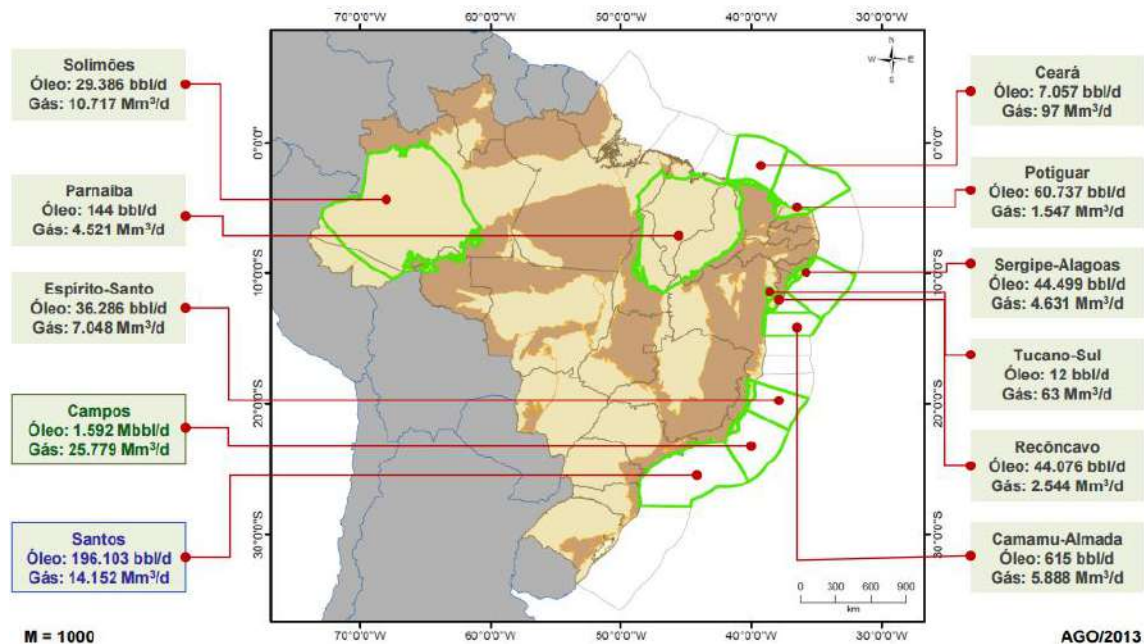 70°0'0"W 60°0'0"W 50°0'0"W 40°0'0"W 30°0'0"W
Solimões
Óleo: 29.386 bbl/d
Gás: 10.717 Mm³/d
Parnaiba
Óleo: 144 bbl/d
Gás: 4.521 Mm³/d
Espirito-Santo
Óleo: 36.286 bbl/d
Gás: 7.048 Mm³/d
Campos
Óleo: 1.592 Mbbl/d
Gás: 25.779 Mm³/d
Santos
Óleo: 196.103 bbl/d
Gás: 14.152 Mm³/d
0°0'0"
10°0'0"S
20°0'0"S
30°0'0"S
N
W E
S
0°0'0"
10°0'0"S
20°0'0"S
30°0'0"S
Ceará
Óleo: 7.057 bbl/d
Gás: 97 Mm³/d
Potiguar
Óleo: 60.737 bbl/d
Gás: 1.547 Mm³/d
Sergipe-Alagoas
Óleo: 44.499 bbl/d
Gás: 4.631 Mm³/d
Tucano-Sul
Óleo: 12 bbl/d
Gás: 63 Mm³/d
Recôncavo
Óleo: 44.076 bbl/d
Gás: 2.544 Mm³/d
Camamu-Almada
Óleo: 615 bbl/d
Gás: 5.888 Mm³/d
0 150 300 600 900
km
M = 1000
70°0'0"W 60°0'0"W 50°0'0"W 40°0'0"W 30°0'0"W
AGO/2013